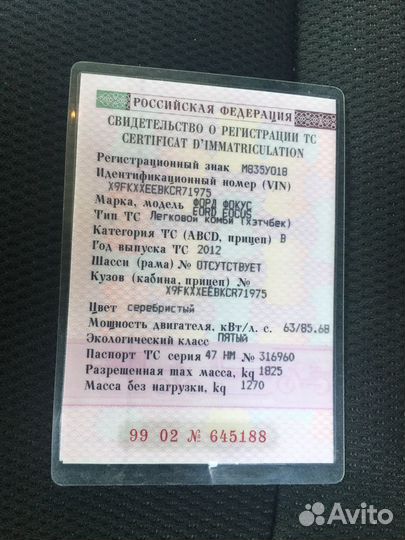 РОССИЙСКАЯ ФЕДЕРАЦИЯ
СВИДЕТЕЛЬСТВО О РЕГИСТРАЦИИ ТС
CERTIFICAT D'IMMATRICULATION
Регистрационный знак М835УО18
Идентификационный номер (VIN)
X9FKXXEEBKCR71975
Марка, модель ФОРД ФОКУС
FORD FOCUS
Тип ТС Легковой комби (хэтчбек)
Категория ТС (ABCD, прицеп) B
Год выпуска ТС 2012
Шасси (рама) № ОТСУТСТВУЕТ
Кузов (кабина, прицеп) №
X9FKXXEEBKCR71975
Цвет серебристый
Мощность двигателя, кВт/л. с. 63/85.68
Экологический класс ПЯТЫЙ
Паспорт ТС серия 47 НМ № 316960
Разрешенная max масса, kg 1825
Масса без нагрузки, kg 1270
99 02 № 645188
Avito